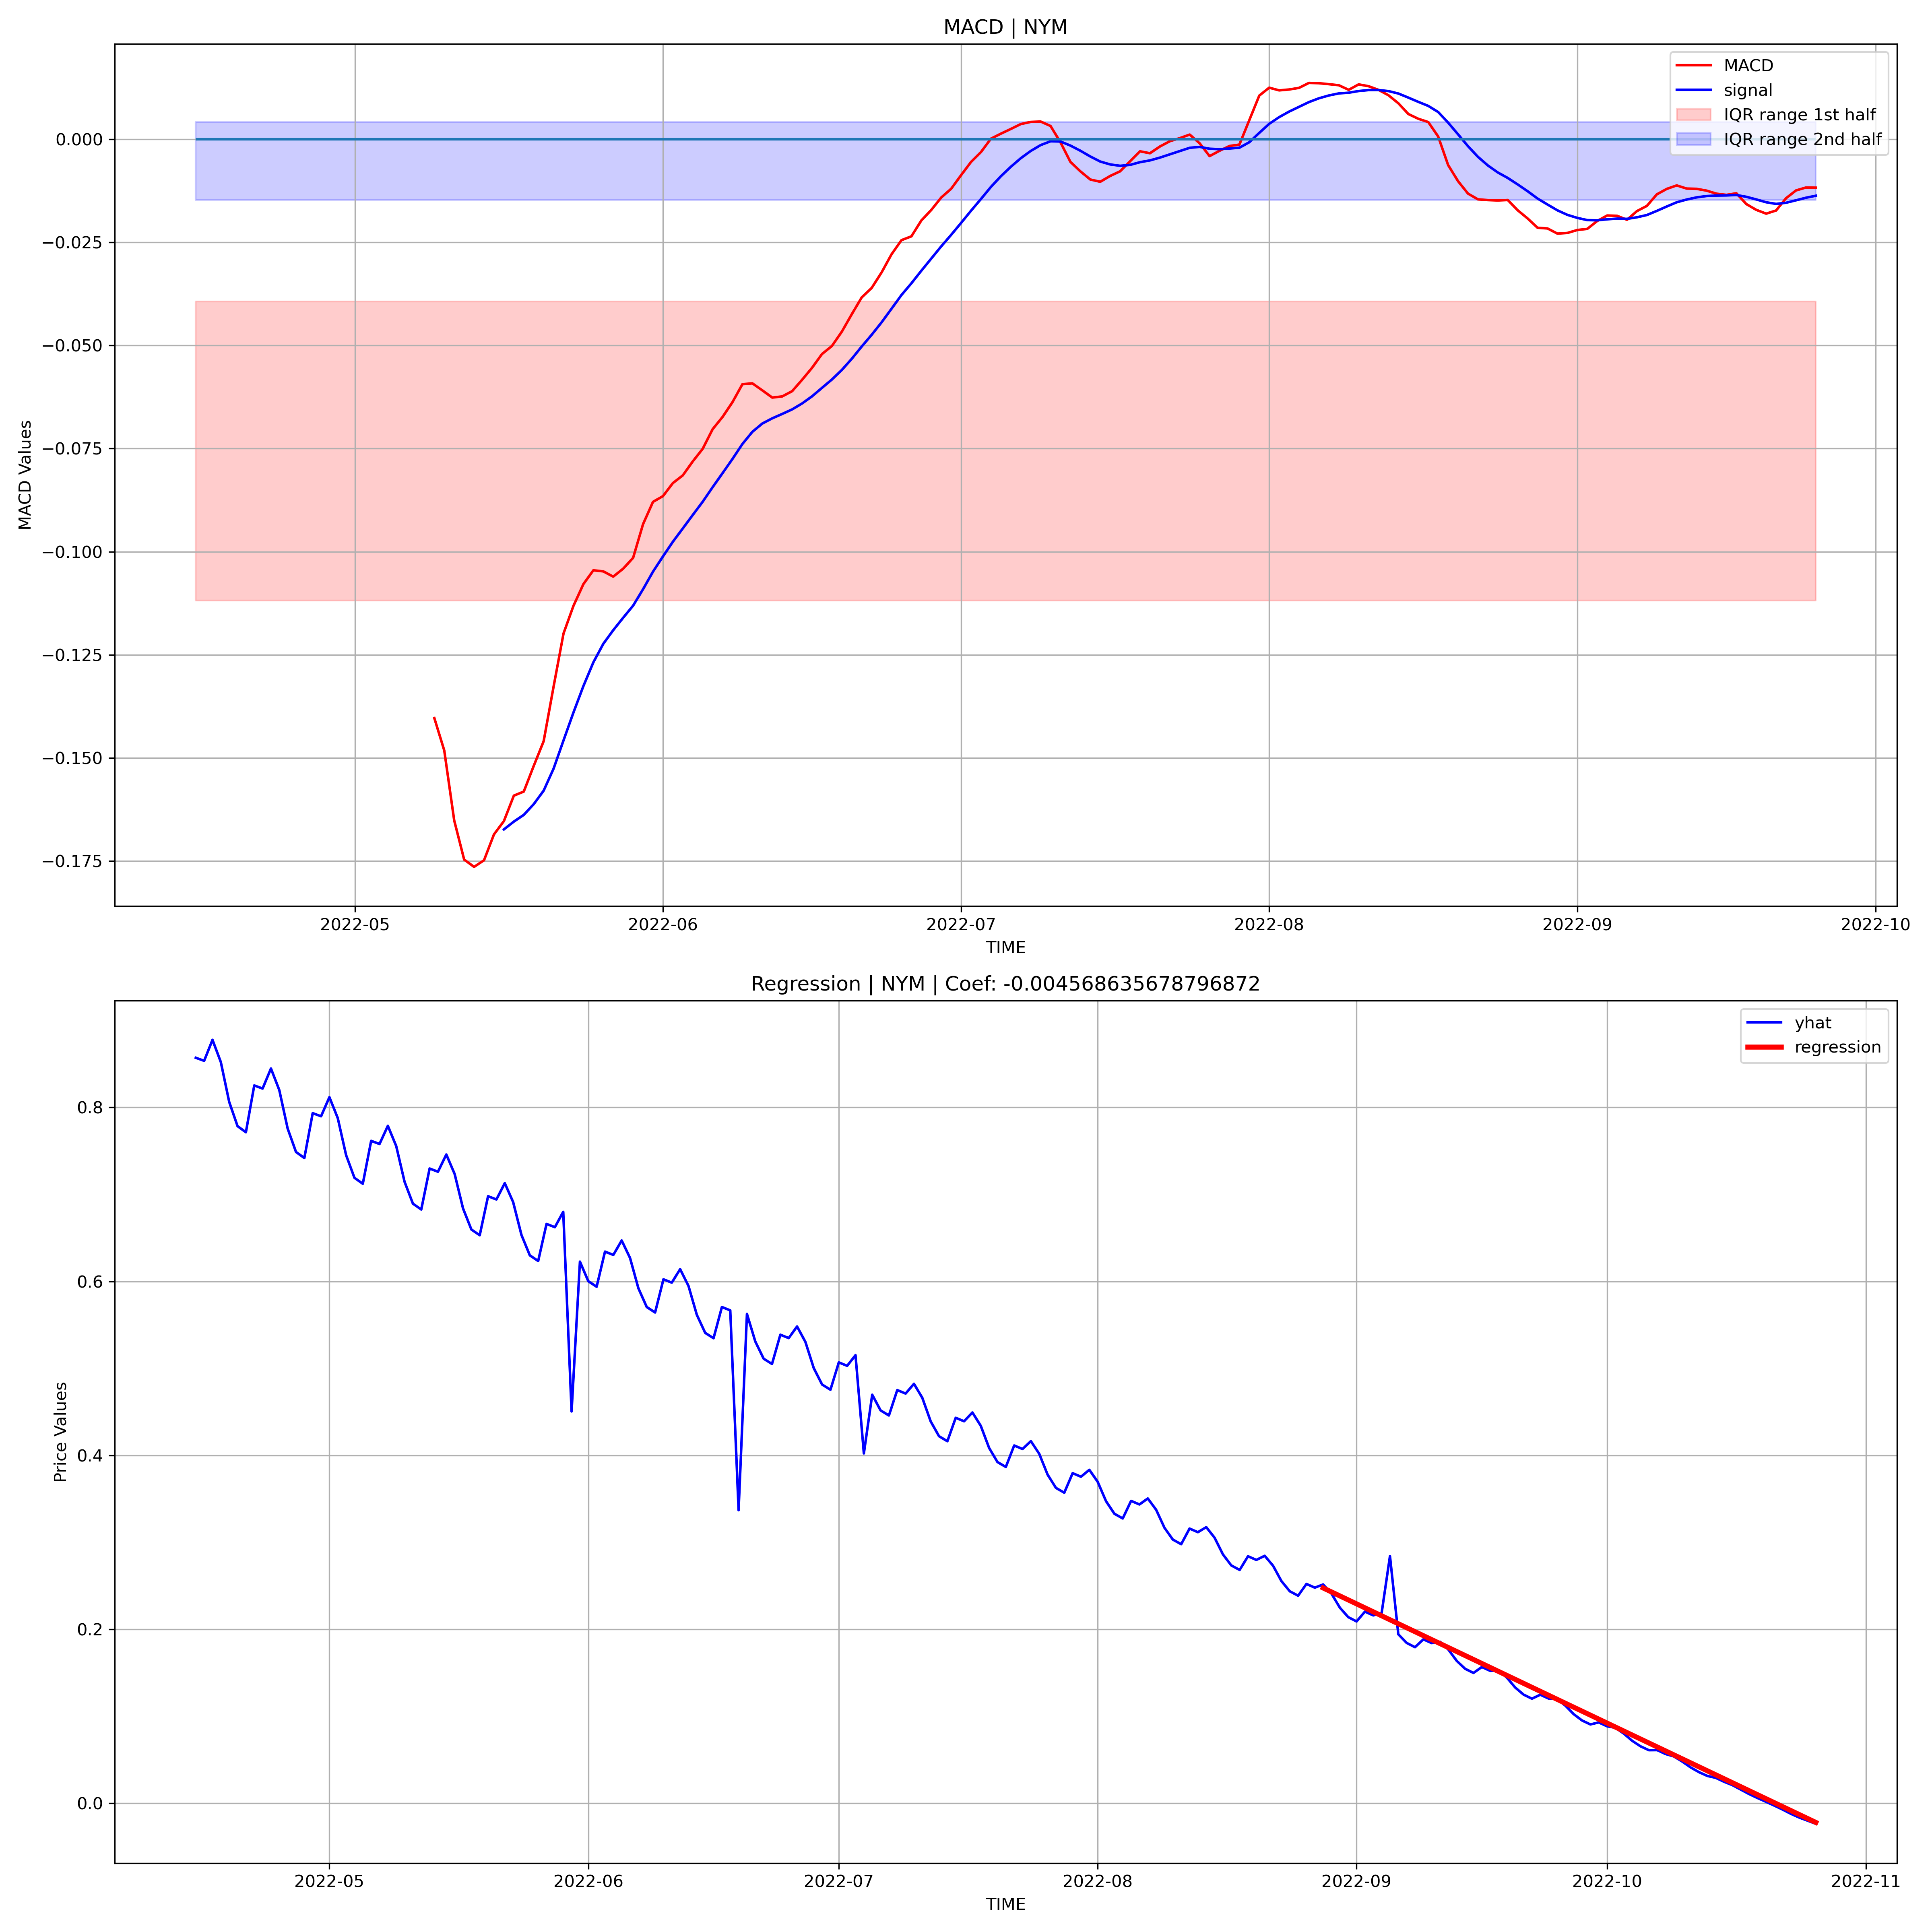 MACD | NYM
MACD
signal
IQR range 1st half
IQR range 2nd half
0.000
−0.025
−0.050
−0.075
−0.100
−0.125
−0.150
−0.175
MACD Values
2022-05 2022-06 2022-07 2022-08 2022-09 2022-10
TIME
Regression | NYM | Coef: -0.004568635678796872
yhat
regression
0.8
0.6
0.4
0.2
0.0
Price Values
2022-05 2022-06 2022-07 2022-08 2022-09 2022-10 2022-11
TIME